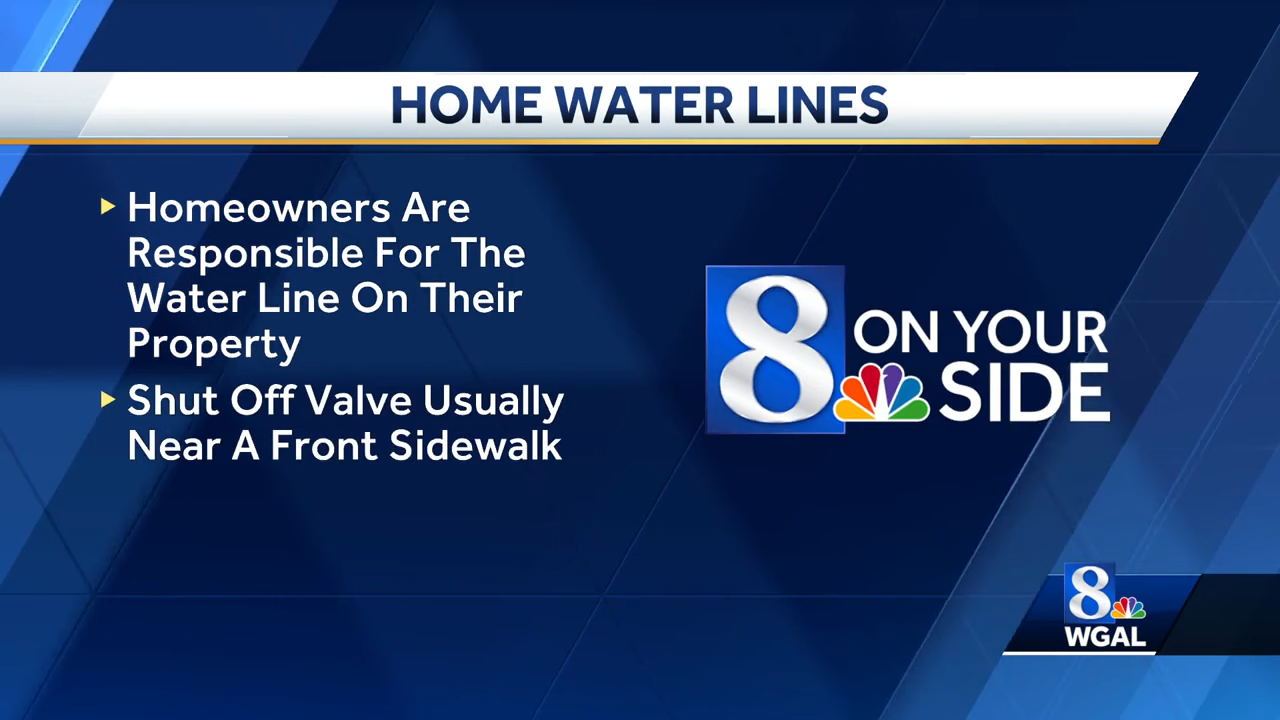 HOME WATER LINES
Homeowners Are
Responsible For The
Water Line On Their
Property
Shut Off Valve Usually
Near A Front Sidewalk
8 ON YOUR
SIDE
8
WGAL